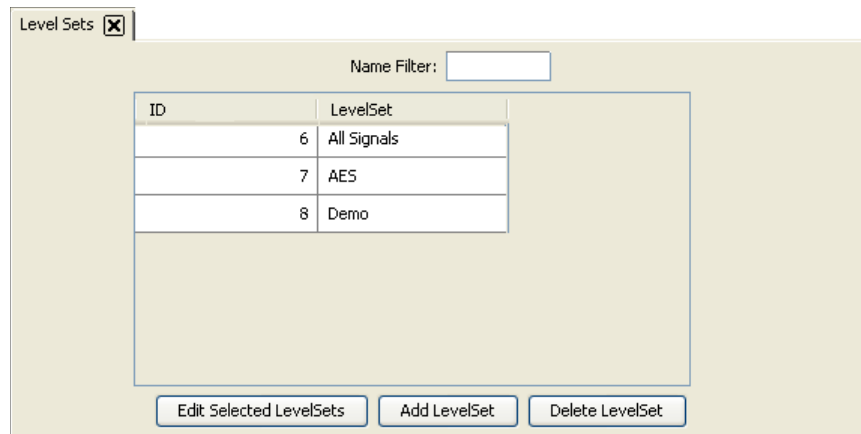 Level Sets
Name Filter:
ID LevelSet
6 All Signals
7 AES
8 Demo
Edit Selected LevelSets Add LevelSet Delete LevelSet